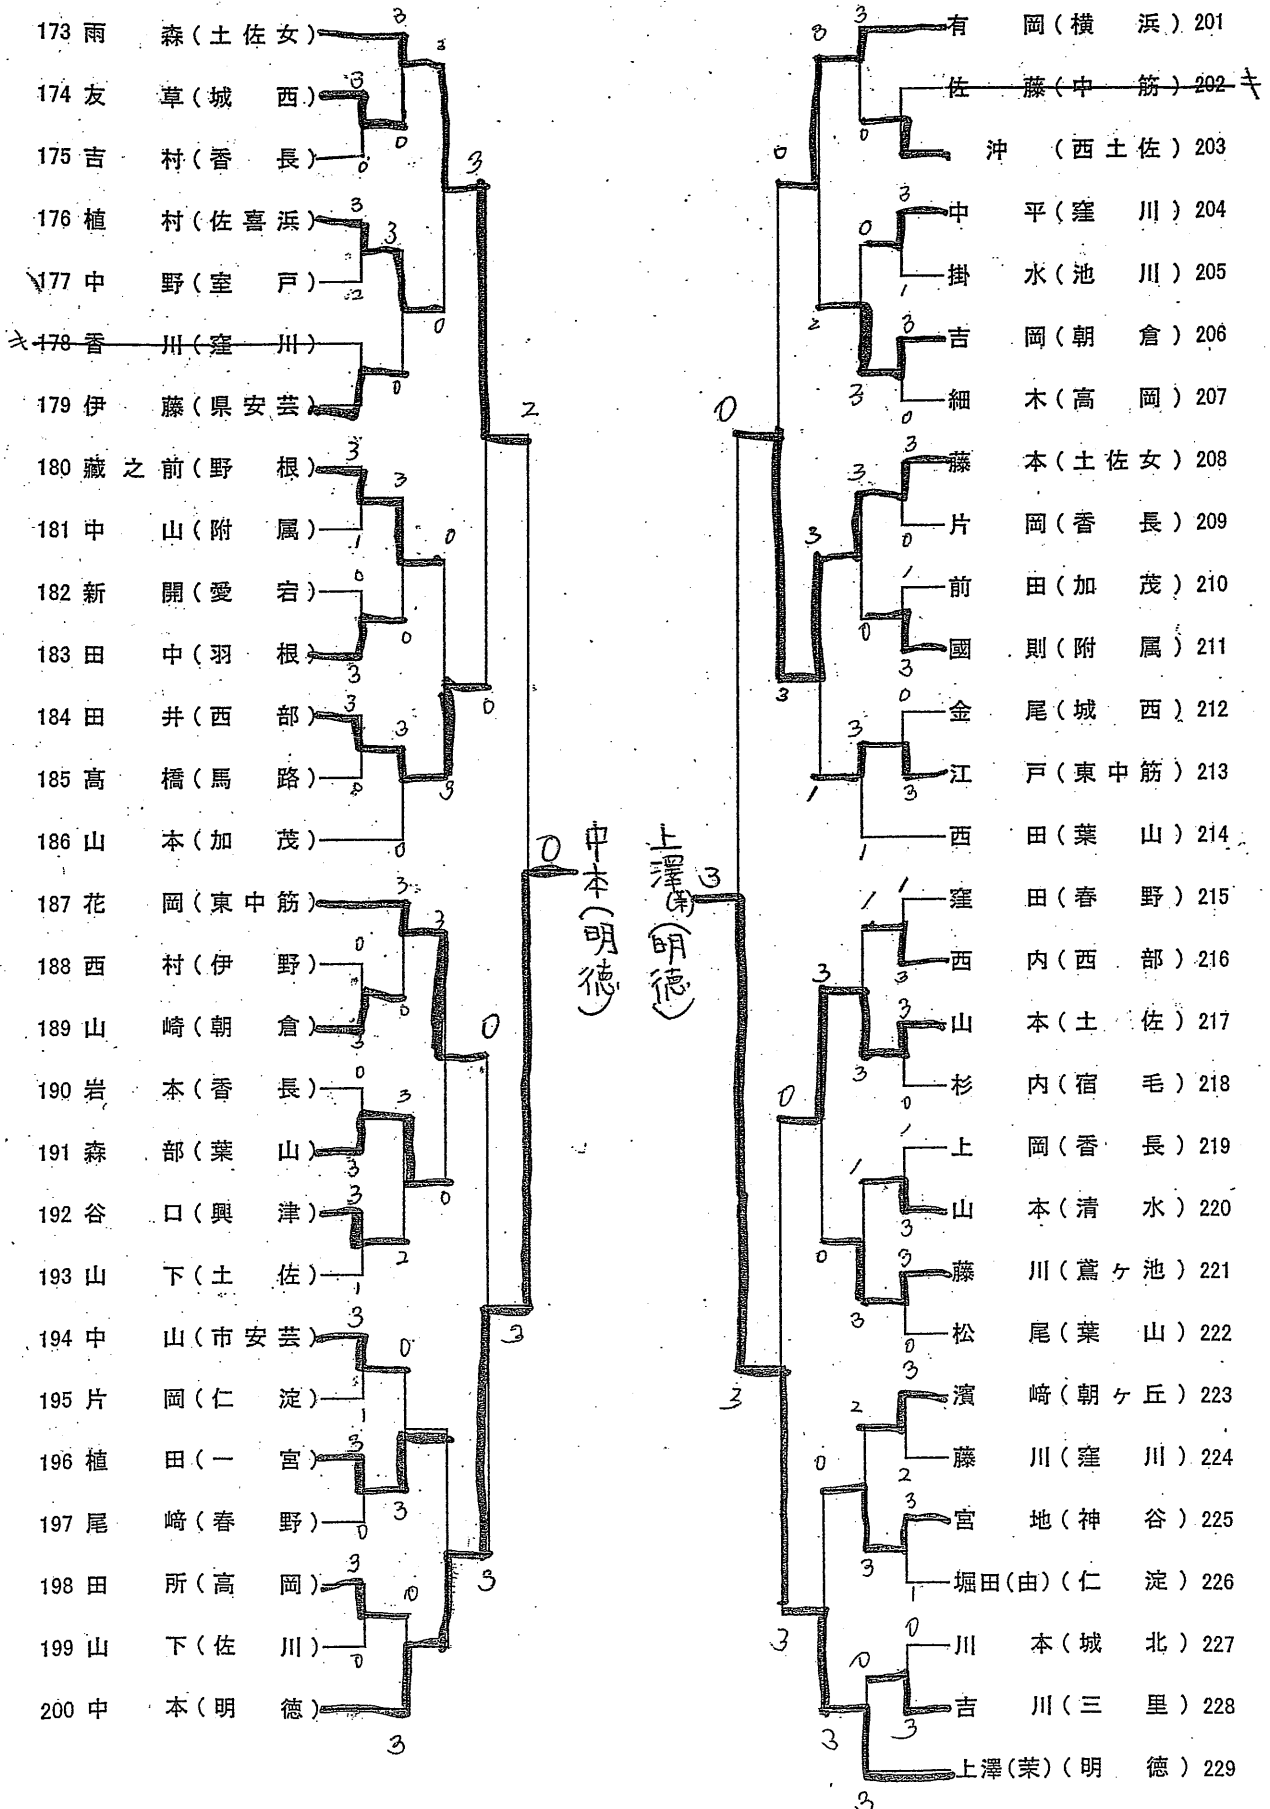 173 雨 森(土佐女)
174 友 草(城 西)
175 吉 村(香 長)
176 植 村(佐喜浜)
177 中 野(室 戸)
キ 178 香 川(窪 川)
179 伊 藤(県安芸)
180 蔵之前(野 根)
181 中 山(附 属)
182 新 開(愛 宕)
183 田 中(羽 根)
184 田 井(西 部)
185 髙 橋(馬 路)
186 山 本(加 茂)
187 花 岡(東中筋)
188 西 村(伊 野)
189 山 崎(朝 倉)
190 岩 本(香 長)
191 森 部(葉 山)
192 谷 口(興 津)
193 山 下(土 佐)
194 中 山(市安芸)
195 片 岡(仁 淀)
196 植 田(一 宮)
197 尾 﨑(春 野)
198 田 所(高 岡)
199 山 下(佐 川)
200 中 本(明 徳)
中本(明徳)
上澤(茉)(明徳)
有 岡(横 浜)201
佐 藤(中 筋)202 キ
沖 (西土佐)203
中 平(窪 川)204
掛 水(池 川)205
吉 岡(朝 倉)206
細 木(高 岡)207
藤 本(土佐女)208
片 岡(香 長)209
前 田(加 茂)210
國 則(附 属)211
金 尾(城 西)212
江 戸(東中筋)213
西 田(葉 山)214
窪 田(春 野)215
西 内(西 部)216
山 本(土 佐)217
杉 内(宿 毛)218
上 岡(香 長)219
山 本(清 水)220
藤 川(鳶ヶ池)221
松 尾(葉 山)222
濱 﨑(朝ヶ丘)223
藤 川(窪 川)224
宮 地(神 谷)225
堀田(由)(仁 淀)226
川 本(城 北)227
吉 川(三 里)228
上澤(茉)(明 徳)229